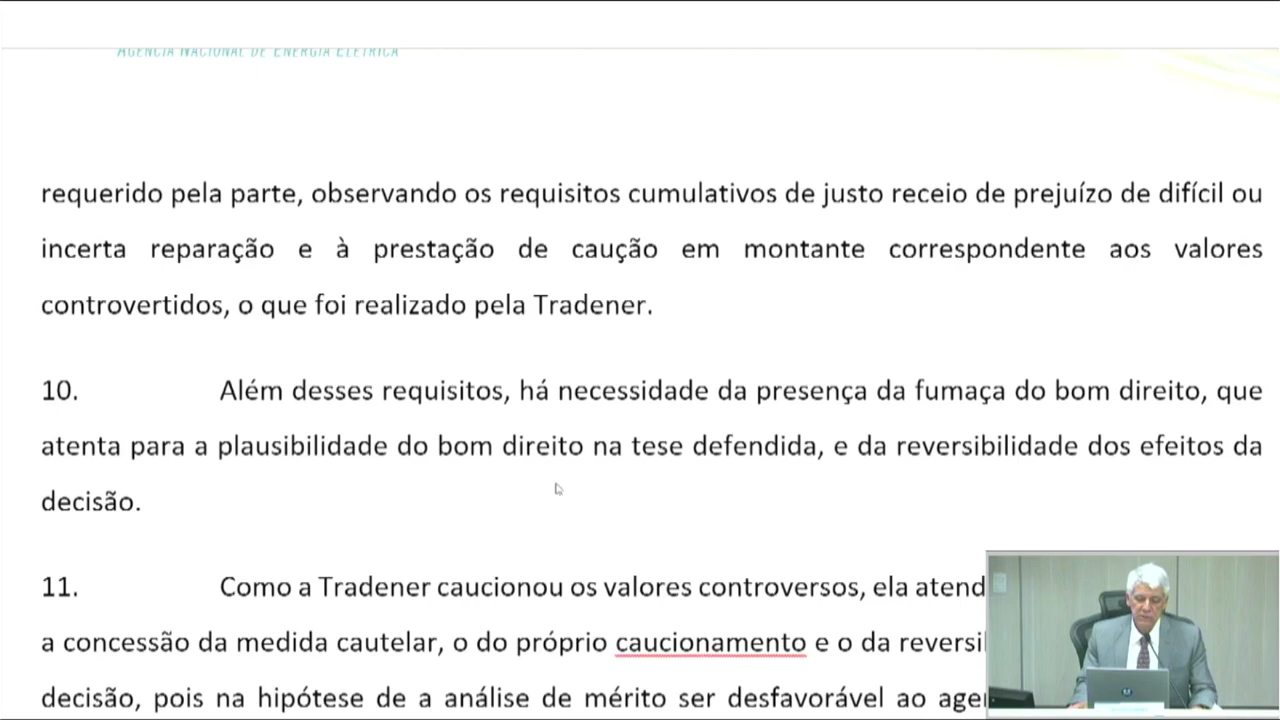 AGÊNCIA NACIONAL DE ENERGIA ELÉTRICA
requerido pela parte, observando os requisitos cumulativos de justo receio de prejuízo de difícil ou
incerta reparação e à prestação de caução em montante correspondente aos valores
controvertidos, o que foi realizado pela Tradener.
10. Além desses requisitos, há necessidade da presença da fumaça do bom direito, que
atenta para a plausibilidade do bom direito na tese defendida, e da reversibilidade dos efeitos da
decisão.
11. Como a Tradener caucionou os valores controversos, ela atend
a concessão da medida cautelar, o do próprio caucionamento e o da reversi
decisão, pois na hipótese de a análise de mérito ser desfavorável ao age